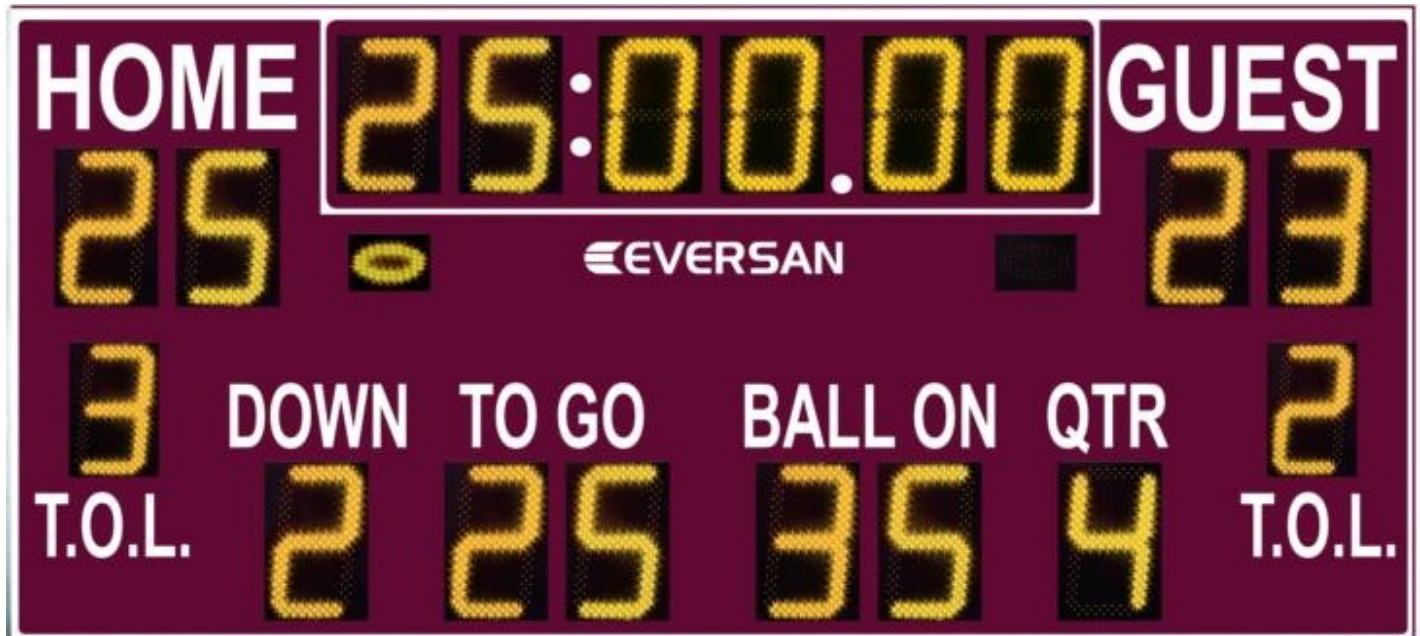 HOME 25:00.00 GUEST
25 23
EVERSAN
3 2
DOWN TO GO BALL ON QTR
T.O.L. 2 25 35 4 T.O.L.